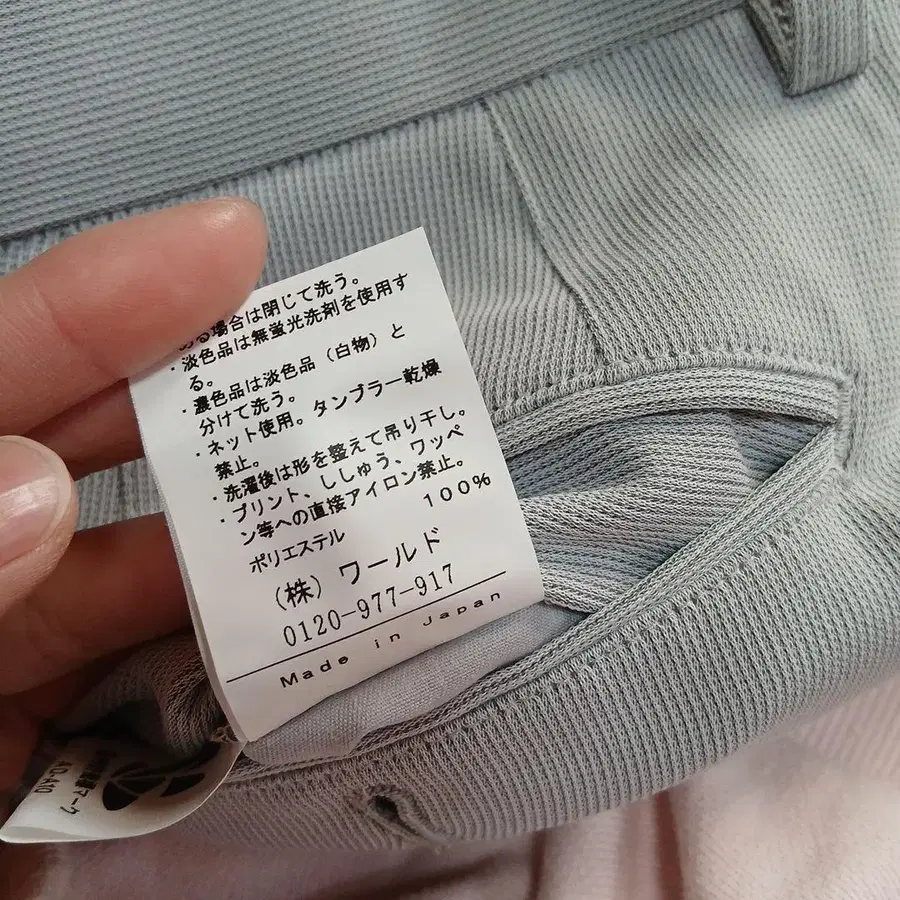 ある場合は閉じて洗う。
・淡色品は無蛍光洗剤を使用す
る。
・濃色品は淡色品（白物）と
分けて洗う。
・ネット使用。タンブラー乾燥
禁止。
・洗濯後は形を整えて吊り干し。
・プリント、ししゅう、ワッペ
ン等への直接アイロン禁止。
ポリエステル 100%
（株）ワールド
0120-977-917
Made in Japan
マーク